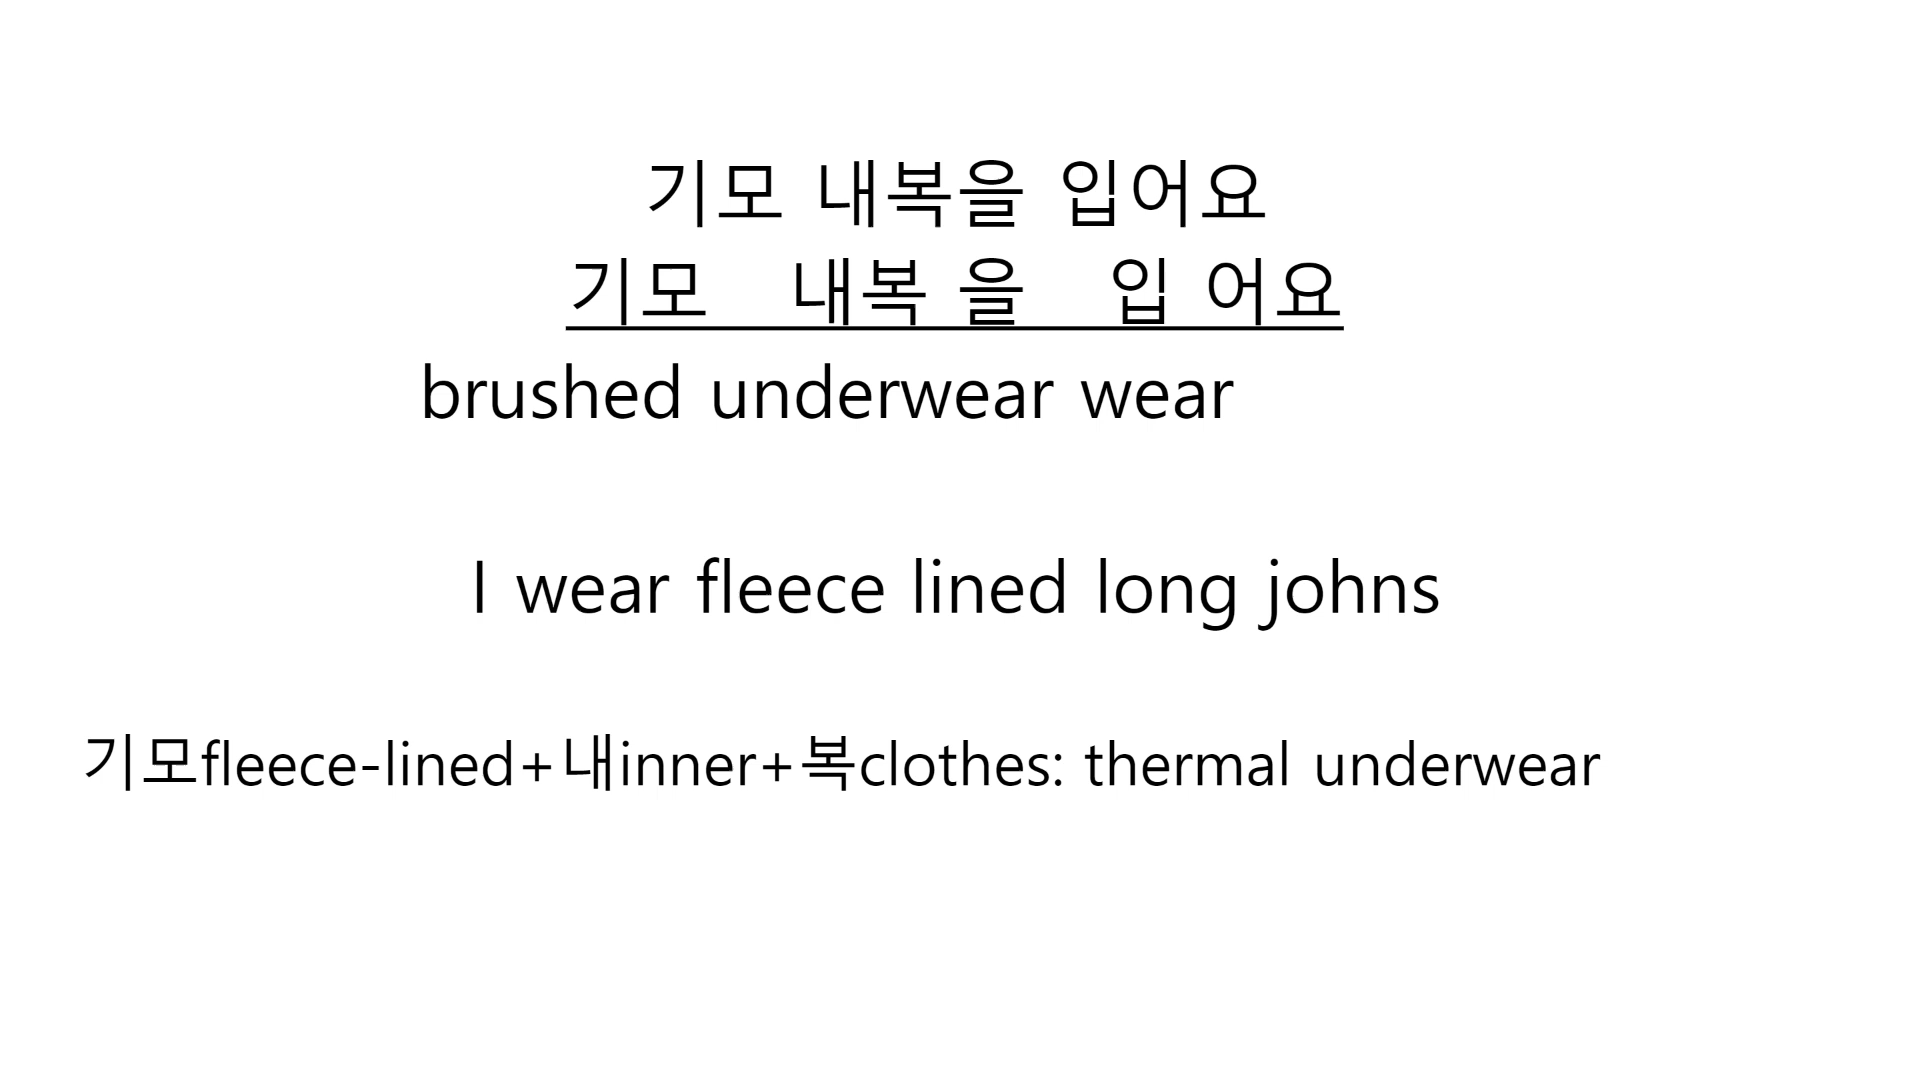 기모 내복을 입어요
기모 내복 을 입 어요
brushed underwear wear
I wear fleece lined long johns
기모fleece-lined+내inner+복clothes: thermal underwear